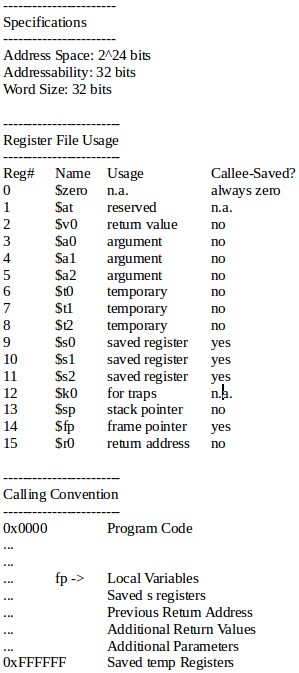 -----------------------
Specifications
-----------------------
Address Space: 2^24 bits
Addressability: 32 bits
Word Size: 32 bits
------------------------
Register File Usage
------------------------
Reg# Name Usage Callee-Saved?
0 $zero n.a. always zero
1 $at reserved n.a.
2 $v0 return value no
3 $a0 argument no
4 $a1 argument no
5 $a2 argument no
6 $t0 temporary no
7 $t1 temporary no
8 $t2 temporary no
9 $s0 saved register yes
10 $s1 saved register yes
11 $s2 saved register yes
12 $k0 for traps n.a.
13 $sp stack pointer no
14 $fp frame pointer yes
15 $r0 return address no
------------------------
Calling Convention
------------------------
0x0000 Program Code
...
...
... fp -> Local Variables
... Saved s registers
... Previous Return Address
... Additional Return Values
... Additional Parameters
0xFFFFFF Saved temp Registers